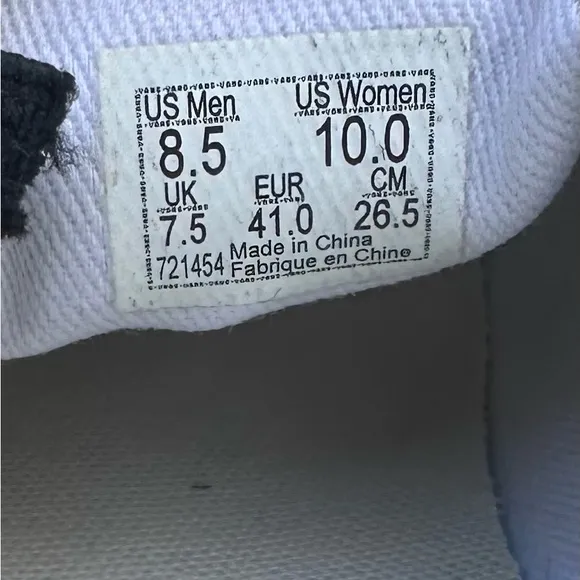 US Men US Women
8.5 10.0
UK EUR CM
7.5 41.0 26.5
721454 Made in China
Fabrique en Chine